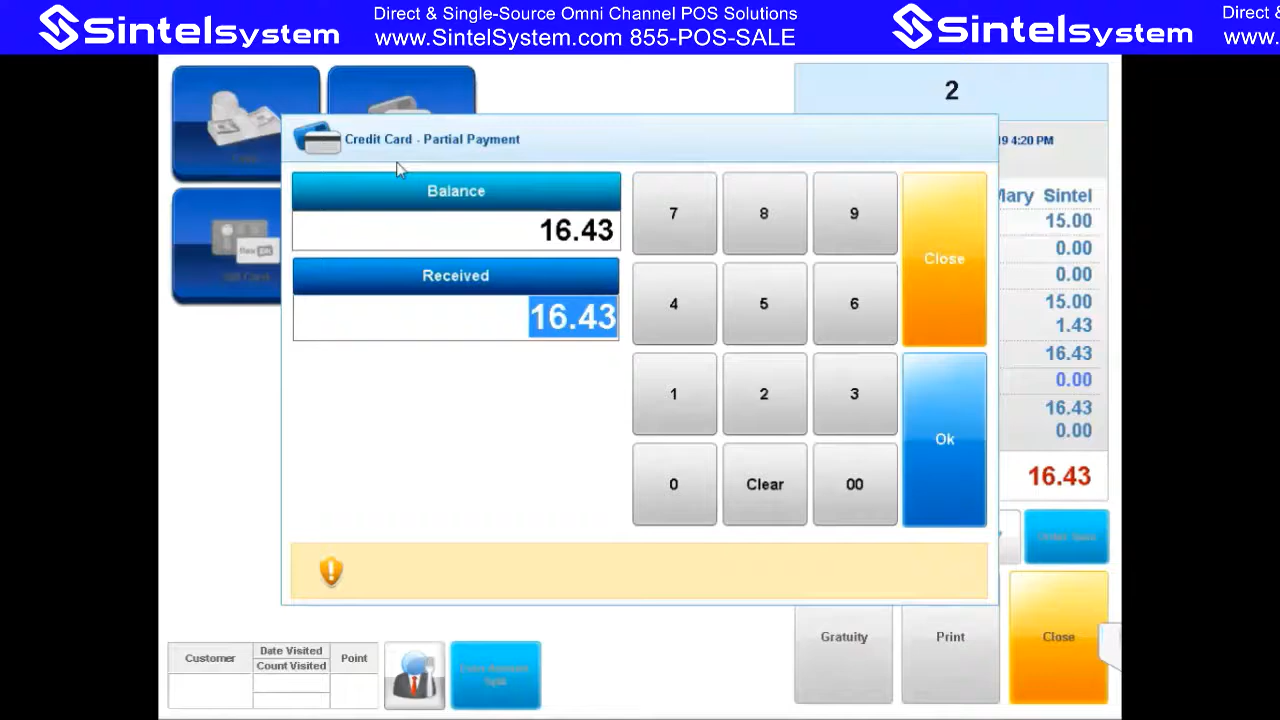 Sintelsystem
Direct & Single-Source Omni Channel POS Solutions
www.SintelSystem.com 855-POS-SALE
Sintelsystem
Direct &
www.
2
Credit Card - Partial Payment
9 4:20 PM
Balance
16.43
Received
16.43
7
8
9
Close
4
5
6
1
2
3
Ok
0
Clear
00
Mary Sintel
15.00
0.00
0.00
15.00
1.43
16.43
0.00
16.43
0.00
16.43
Gift Card
Gratuity
Print
Close
Customer
Date Visited
Count Visited
Point